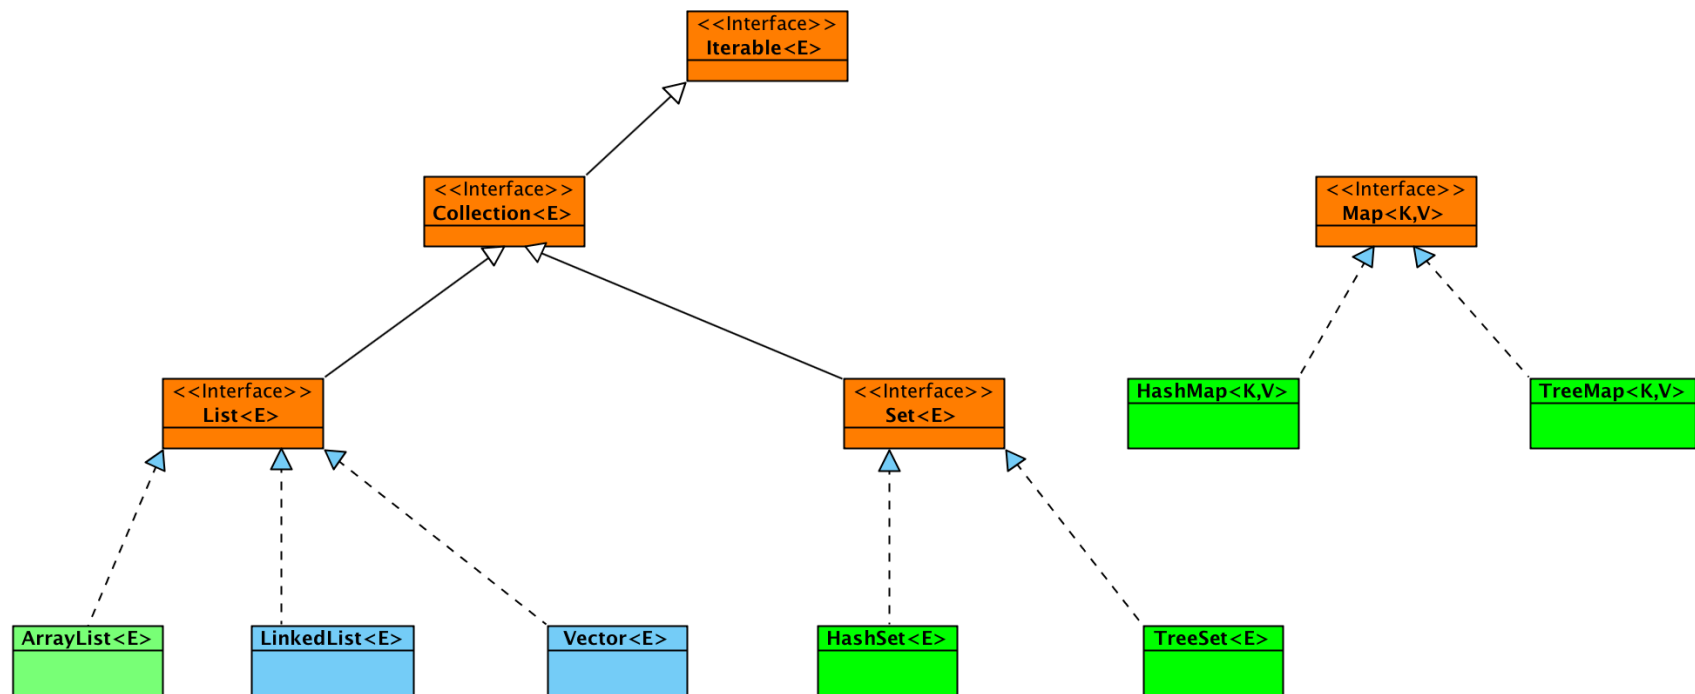 <<Interface>>
Iterable<E>
<<Interface>>
Collection<E>
<<Interface>>
Map<K,V>
<<Interface>>
List<E>
<<Interface>>
Set<E>
HashMap<K,V>
TreeMap<K,V>
ArrayList<E>
LinkedList<E>
Vector<E>
HashSet<E>
TreeSet<E>